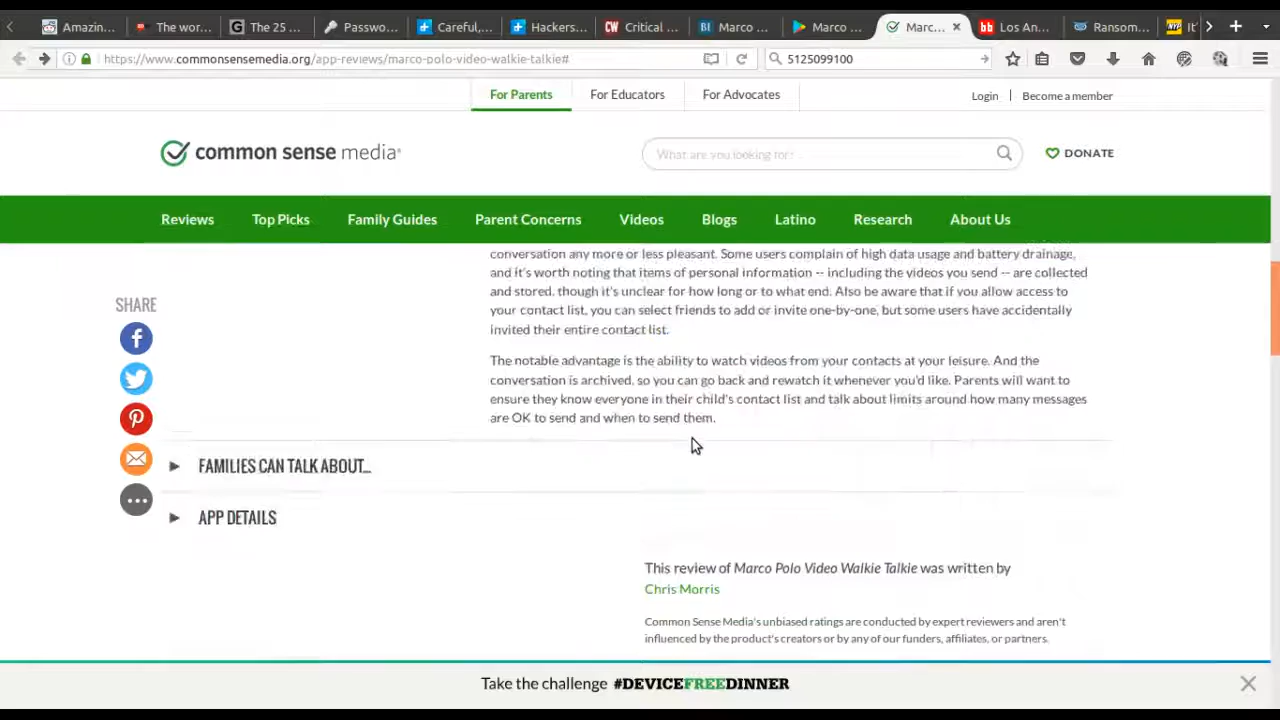 Amazin...
The wor...
The 25 ...
Passwo...
Careful,...
Hackers...
Critical ...
Marco ...
Marco ...
Marc...
Los An...
Ransom...
It'
https://www.commonsensemedia.org/app-reviews/marco-polo-video-walkie-talkie#
5125099100
For Parents
For Educators
For Advocates
Login
Become a member
common sense media
What are you looking for?
DONATE
Reviews
Top Picks
Family Guides
Parent Concerns
Videos
Blogs
Latino
Research
About Us
conversation any more or less pleasant. Some users complain of high data usage and battery drainage,
and it's worth noting that items of personal information -- including the videos you send -- are collected
and stored, though it's unclear for how long or to what end. Also be aware that if you allow access to
your contact list, you can select friends to add or invite one-by-one, but some users have accidentally
invited their entire contact list.
The notable advantage is the ability to watch videos from your contacts at your leisure. And the
conversation is archived, so you can go back and rewatch it whenever you'd like. Parents will want to
ensure they know everyone in their child's contact list and talk about limits around how many messages
are OK to send and when to send them.
SHARE
FAMILIES CAN TALK ABOUT...
APP DETAILS
This review of Marco Polo Video Walkie Talkie was written by
Chris Morris
Common Sense Media's unbiased ratings are conducted by expert reviewers and aren't
influenced by the product's creators or by any of our funders, affiliates, or partners.
Take the challenge #DEVICEFREEDINNER